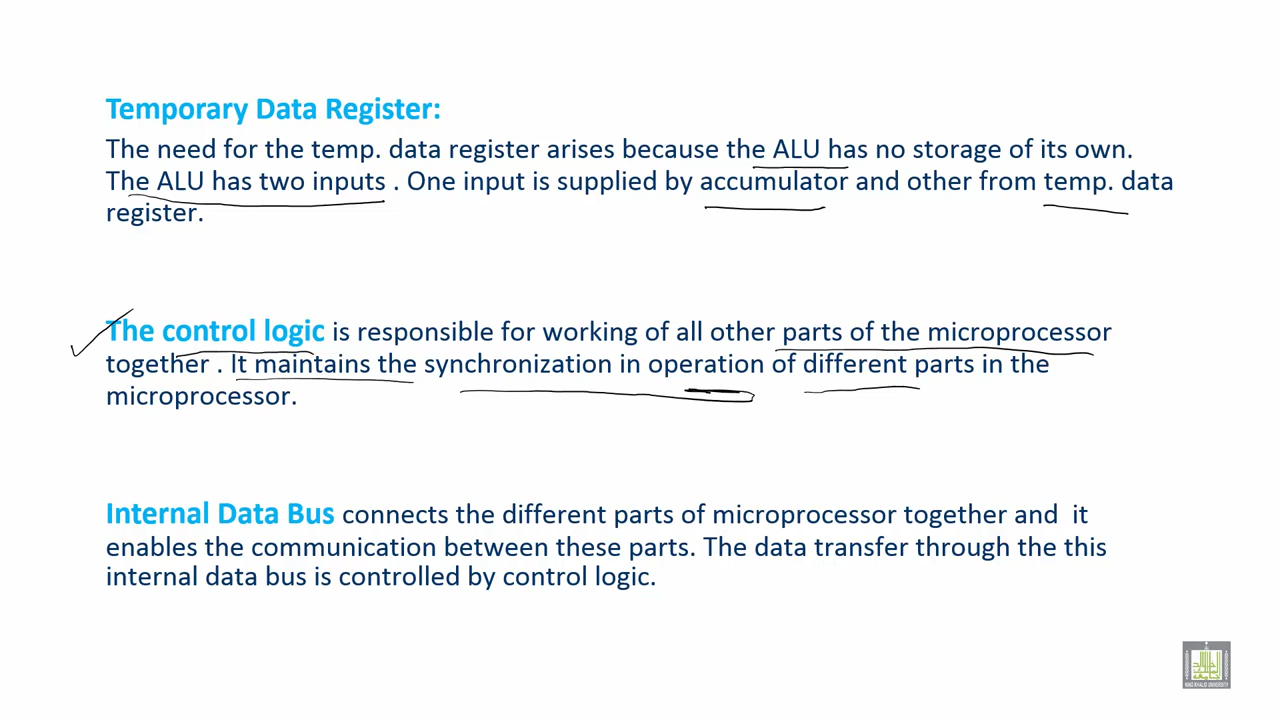 Temporary Data Register:
The need for the temp. data register arises because the ALU has no storage of its own.
The ALU has two inputs . One input is supplied by accumulator and other from temp. data
register.
The control logic is responsible for working of all other parts of the microprocessor
together . It maintains the synchronization in operation of different parts in the
microprocessor.
Internal Data Bus connects the different parts of microprocessor together and it
enables the communication between these parts. The data transfer through the this
internal data bus is controlled by control logic.
KING KHALID UNIVERSITY